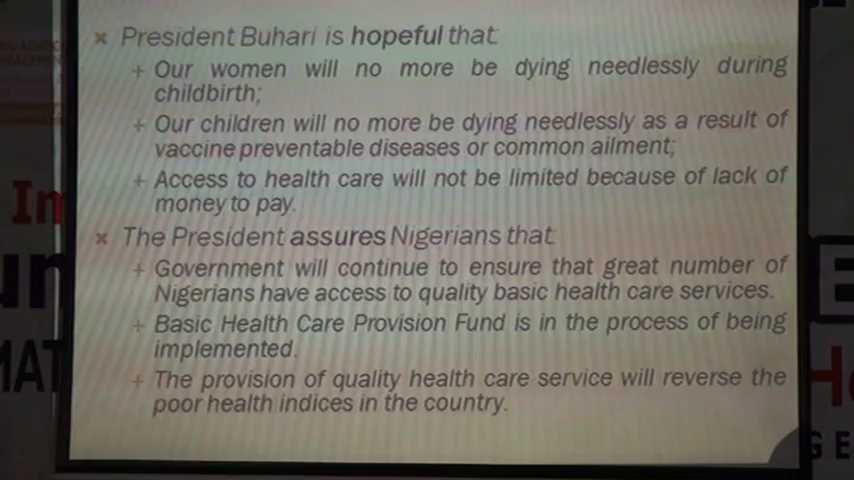 President Buhari is hopeful that:
Our women will no more be dying needlessly during
childbirth;
Our children will no more be dying needlessly as a result of
vaccine preventable diseases or common ailment;
Access to health care will not be limited because of lack of
money to pay.
The President assures Nigerians that:
Government will continue to ensure that great number of
Nigerians have access to quality basic health care services.
Basic Health Care Provision Fund is in the process of being
implemented.
The provision of quality health care service will reverse the
poor health indices in the country.